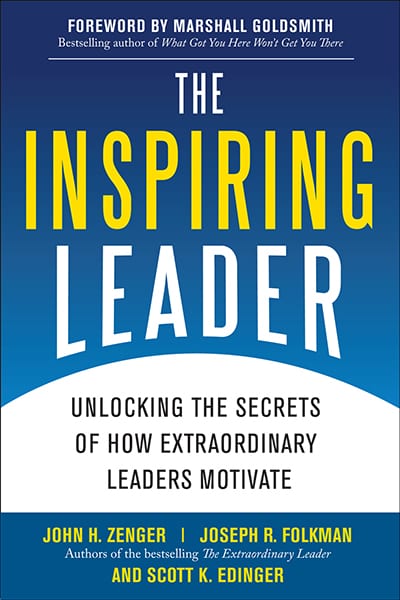 FOREWORD BY MARSHALL GOLDSMITH
Bestselling author of What Got You Here Won't Get You There
THE
INSPIRING
LEADER
UNLOCKING THE SECRETS
OF HOW EXTRAORDINARY
LEADERS MOTIVATE
JOHN H. ZENGER | JOSEPH R. FOLKMAN
Authors of the bestselling The Extraordinary Leader
AND SCOTT K. EDINGER